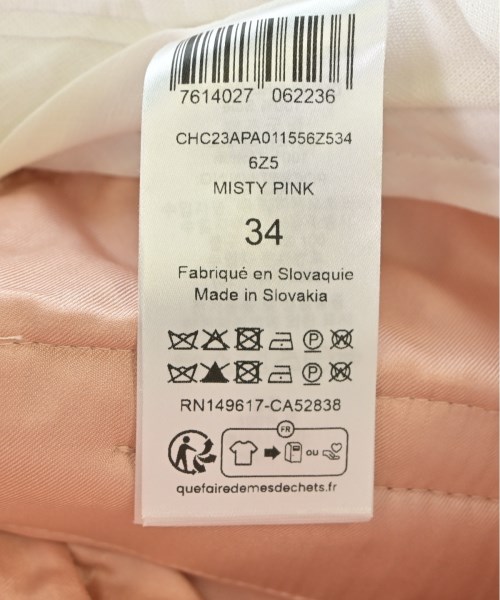 7614027 062236
CHC23APA011556Z534
6Z5
MISTY PINK
34
Fabriqué en Slovaquie
Made in Slovakia
P
P
RN149617-CA52838
FR
OU
quefairedemesdechets.fr